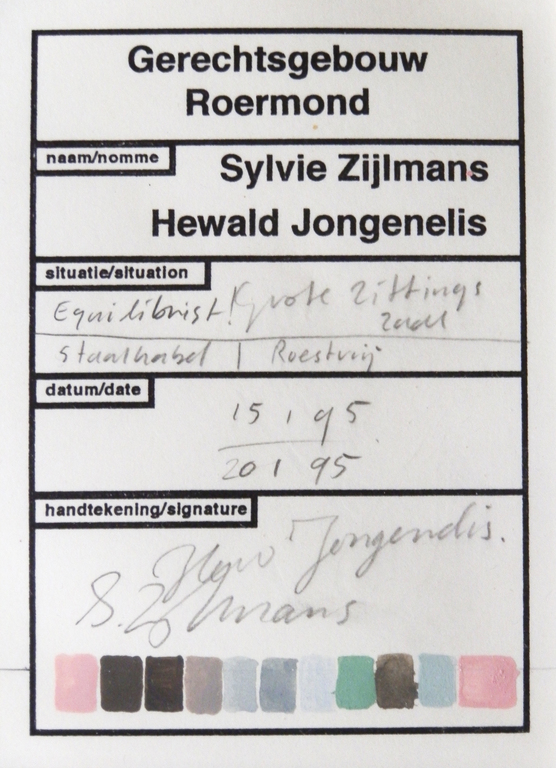 Gerechtsgebouw
Roermond
naam/nomme
Sylvie Zijlmans
Hewald Jongenelis
situatie/situation
Equilibrist! Grote Zittings
zaal
Staalkabel | Roestvrij
datum/date
15 1 95
20 1 95
handtekening/signature
Jongenelis.
S. Zijlmans